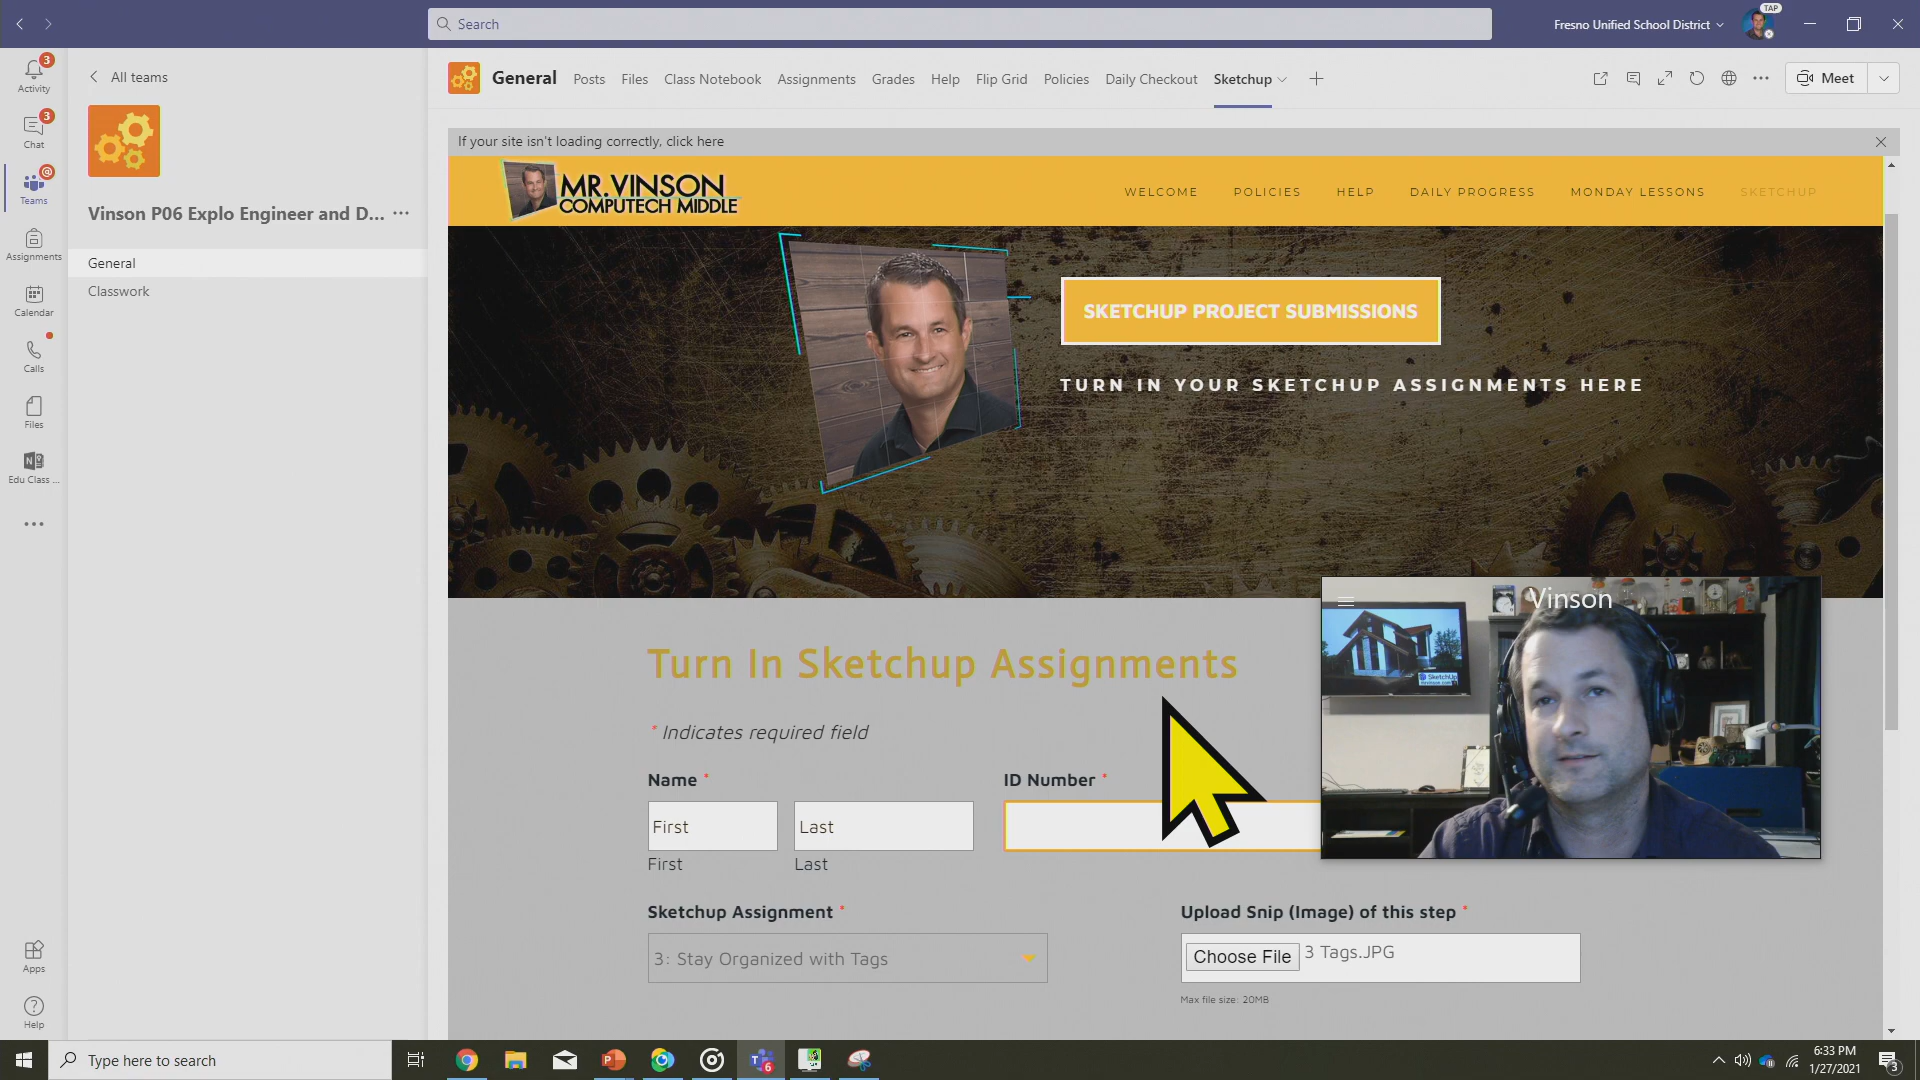 Search
Fresno Unified School District
TAP
3
Activity
3
Chat
@
Teams
Assignments
Calendar
Calls
Files
Edu Class ...
Apps
Help
All teams
Vinson P06 Explo Engineer and D... ...
General
Classwork
General Posts Files Class Notebook Assignments Grades Help Flip Grid Policies Daily Checkout Sketchup
Meet
If your site isn't loading correctly, click here
MR.VINSON
COMPUTECH MIDDLE
WELCOME POLICIES HELP DAILY PROGRESS MONDAY LESSONS SKETCHUP
SKETCHUP PROJECT SUBMISSIONS
TURN IN YOUR SKETCHUP ASSIGNMENTS HERE
Vinson
SketchUp
Turn In Sketchup Assignments
* Indicates required field
Name * ID Number *
First Last
First Last
Sketchup Assignment * Upload Snip (Image) of this step *
3: Stay Organized with Tags
Choose File 3 Tags.JPG
Max file size: 20MB
Type here to search
6
6:33 PM
1/27/2021
3